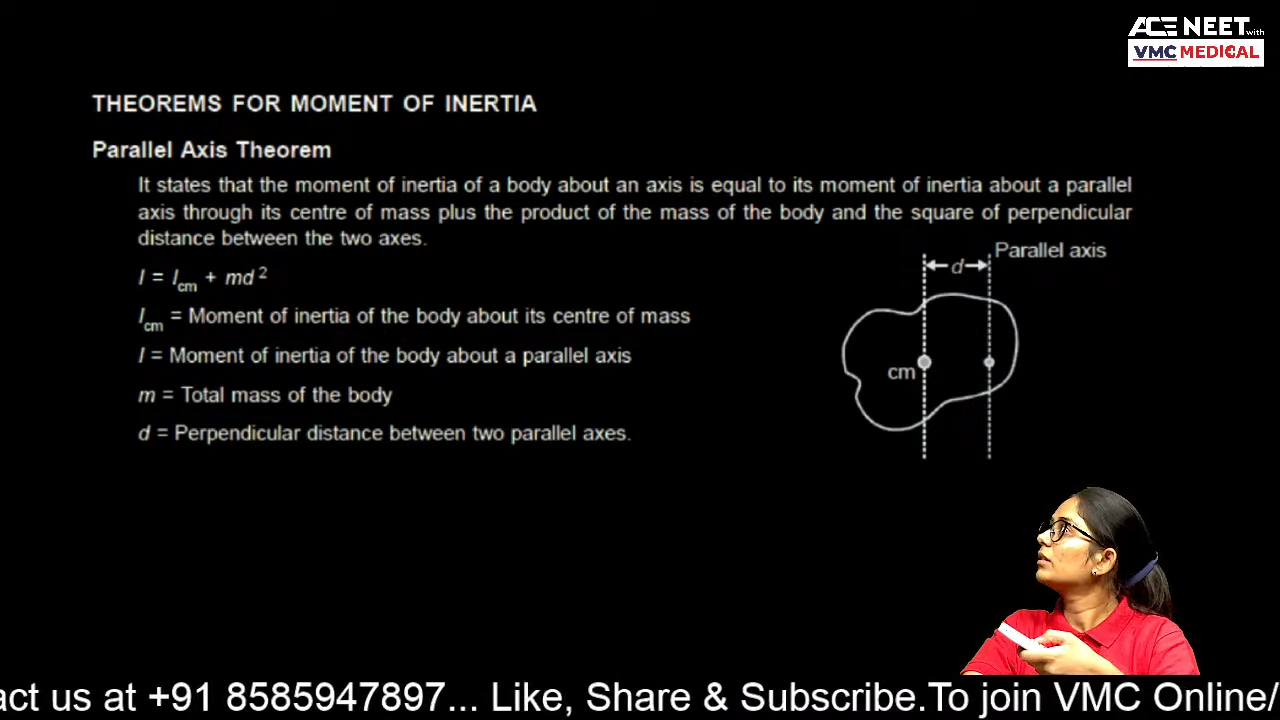 ACE NEET with
VMC MEDICAL
THEOREMS FOR MOMENT OF INERTIA
Parallel Axis Theorem
It states that the moment of inertia of a body about an axis is equal to its moment of inertia about a parallel
axis through its centre of mass plus the product of the mass of the body and the square of perpendicular
distance between the two axes.
I = Icm + md²
Icm = Moment of inertia of the body about its centre of mass
I = Moment of inertia of the body about a parallel axis
m = Total mass of the body
d = Perpendicular distance between two parallel axes.
Parallel axis
d
cm
act us at +91 8585947897... Like, Share & Subscribe.To join VMC Online/